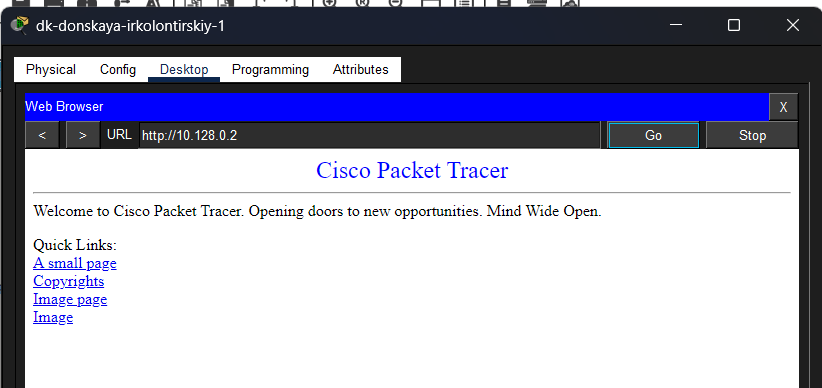 dk-donskaya-irkolontirskiy-1
Physical Config Desktop Programming Attributes
Web Browser X
< > URL http://10.128.0.2 Go Stop
Cisco Packet Tracer
Welcome to Cisco Packet Tracer. Opening doors to new opportunities. Mind Wide Open.
Quick Links:
A small page
Copyrights
Image page
Image